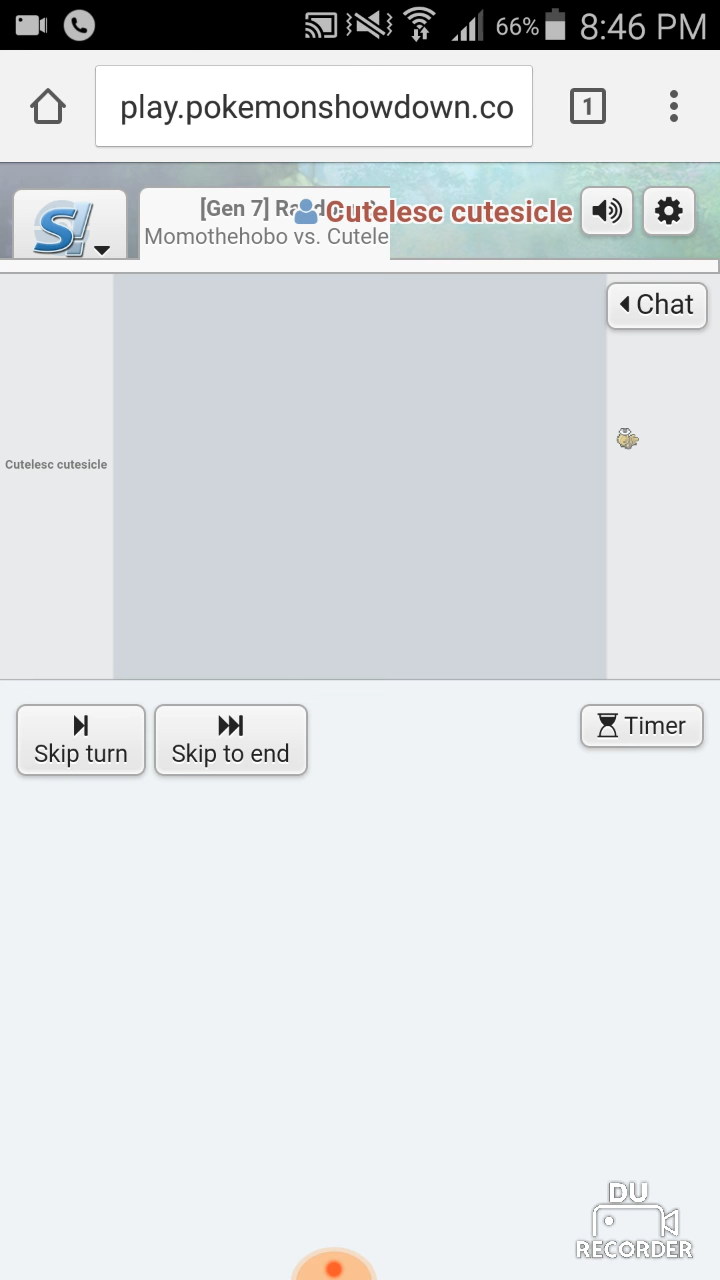 66% 8:46 PM
play.pokemonshowdown.co
1
[Gen 7] Ra
Cutelesc cutesicle
Momothehobo vs. Cutele
Chat
Cutelesc cutesicle
Skip turn
Skip to end
Timer
DU
RECORDER